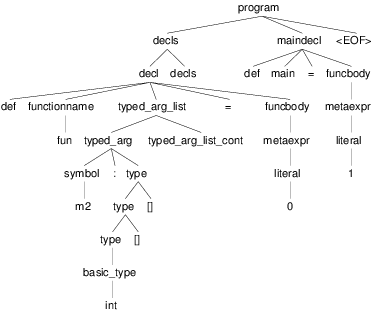 program
decls maindecl <EOF>
decl decls def main = funcbody
def functionname typed_arg_list = funcbody metaexpr
fun typed_arg typed_arg_list_cont metaexpr literal
symbol : type literal 1
m2 type [] 0
type []
basic_type
int